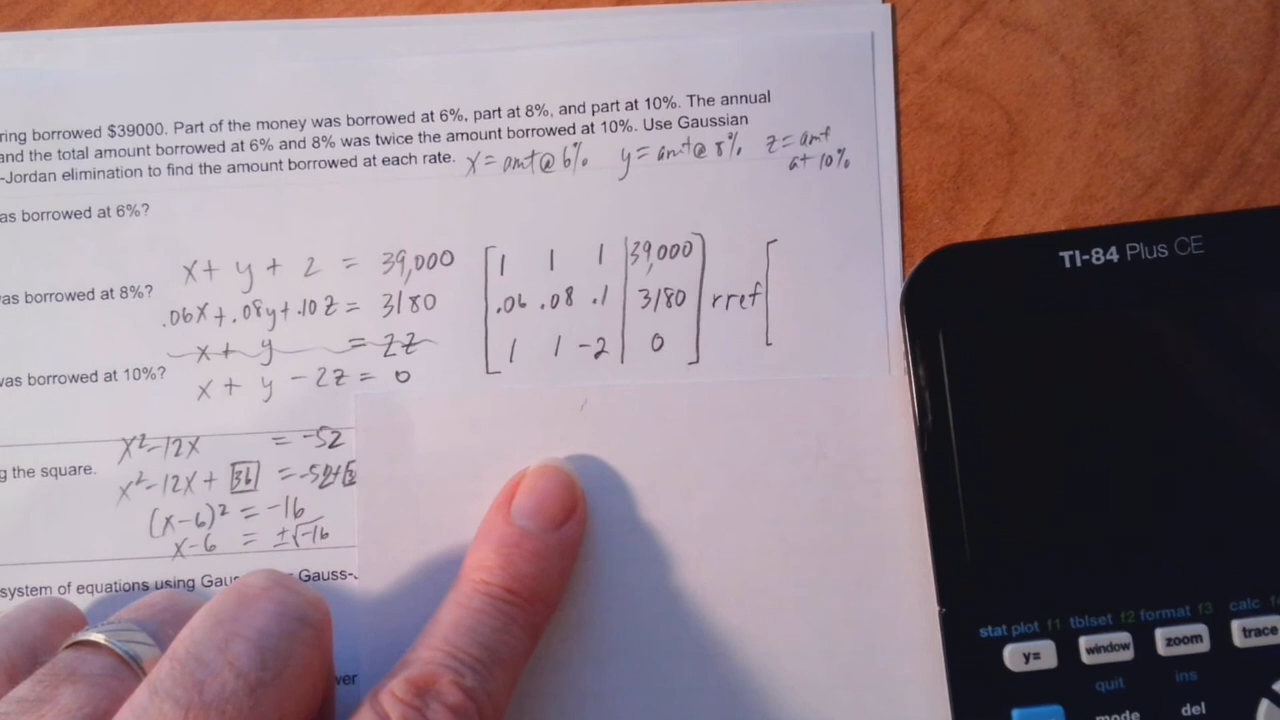 ring borrowed $39000. Part of the money was borrowed at 6%, part at 8%, and part at 10%. The annual
and the total amount borrowed at 6% and 8% was twice the amount borrowed at 10%. Use Gaussian
-Jordan elimination to find the amount borrowed at each rate. x = amt @ 6% y = amt @ 8% z = amt
at 10%
as borrowed at 6%?
x + y + z = 39,000
was borrowed at 8%?
.06x + .08y + .10z = 3180
x + y = 2z
was borrowed at 10%?
x + y - 2z = 0
1 1 1 | 39,000
.06 .08 .1 | 3180 rref [
1 1 -2 | 0
x²-12x = -52
g the square.
x²-12x + 36 = -52+
(x-6)² = -16
x-6 = ±√-16
system of equations using Gau Gauss-
ver
TI-84 Plus CE
stat plot f1 tblset f2 format f3 calc
y= window zoom trace
quit ins
mode del